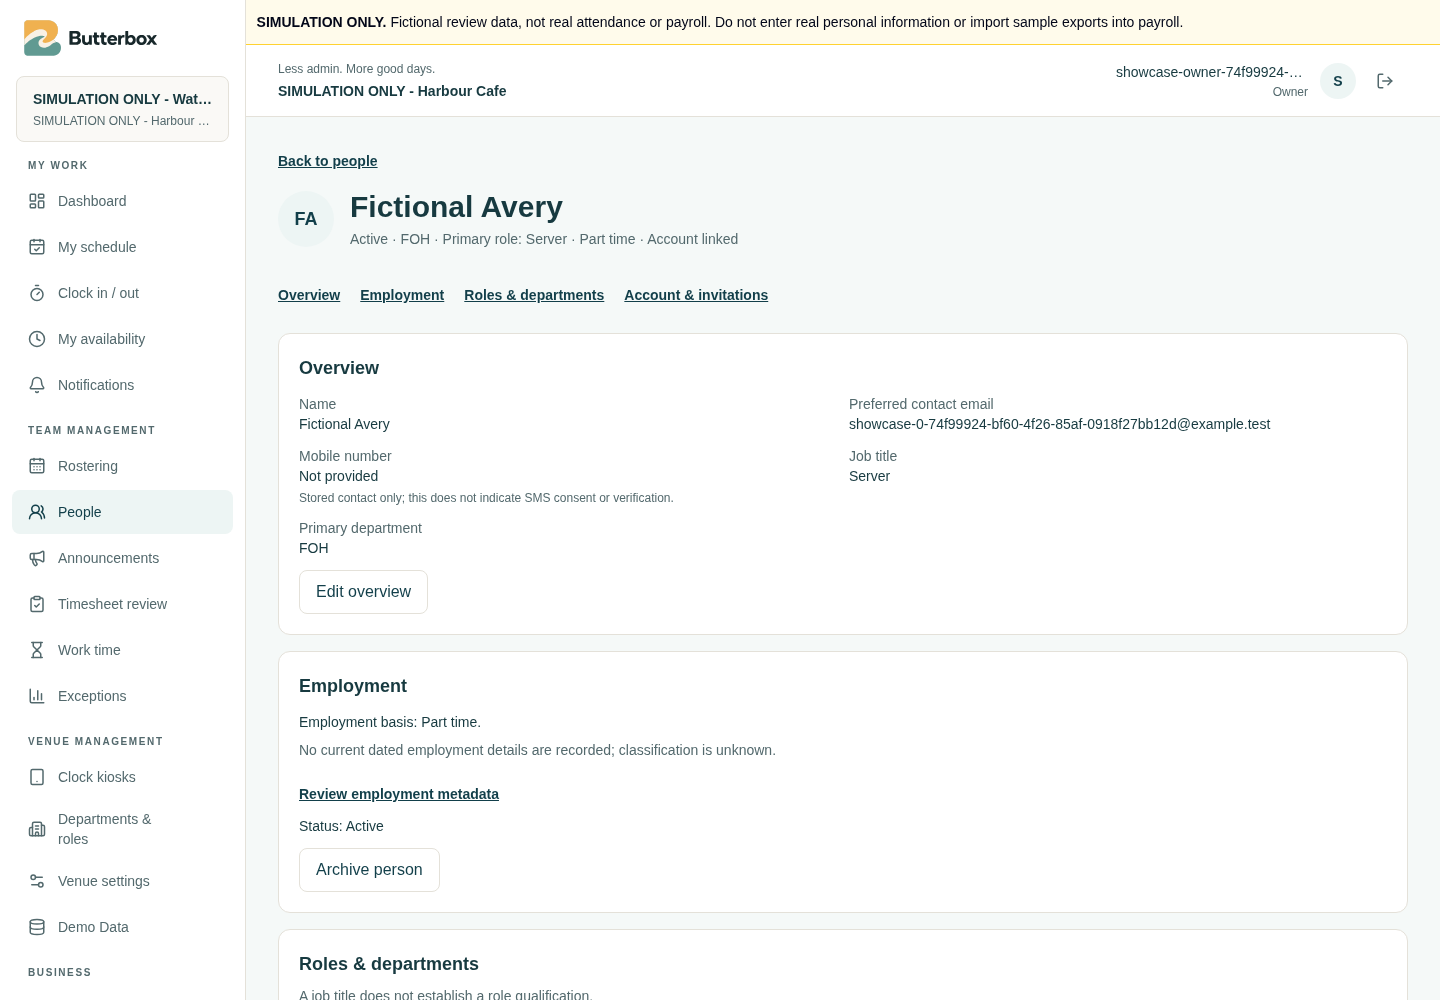 Butterbox
SIMULATION ONLY - Wat...
SIMULATION ONLY - Harbour ...
MY WORK
Dashboard
My schedule
Clock in / out
My availability
Notifications
TEAM MANAGEMENT
Rostering
People
Announcements
Timesheet review
Work time
Exceptions
VENUE MANAGEMENT
Clock kiosks
Departments &
roles
Venue settings
Demo Data
BUSINESS
SIMULATION ONLY. Fictional review data, not real attendance or payroll. Do not enter real personal information or import sample exports into payroll.
Less admin. More good days.
SIMULATION ONLY - Harbour Cafe
showcase-owner-74f99924-...
Owner
S
Back to people
FA
Fictional Avery
Active · FOH · Primary role: Server · Part time · Account linked
Overview Employment Roles & departments Account & invitations
Overview
Name
Fictional Avery
Preferred contact email
showcase-0-74f99924-bf60-4f26-85af-0918f27bb12d@example.test
Mobile number
Not provided
Stored contact only; this does not indicate SMS consent or verification.
Job title
Server
Primary department
FOH
Edit overview
Employment
Employment basis: Part time.
No current dated employment details are recorded; classification is unknown.
Review employment metadata
Status: Active
Archive person
Roles & departments
A job title does not establish a role qualification.